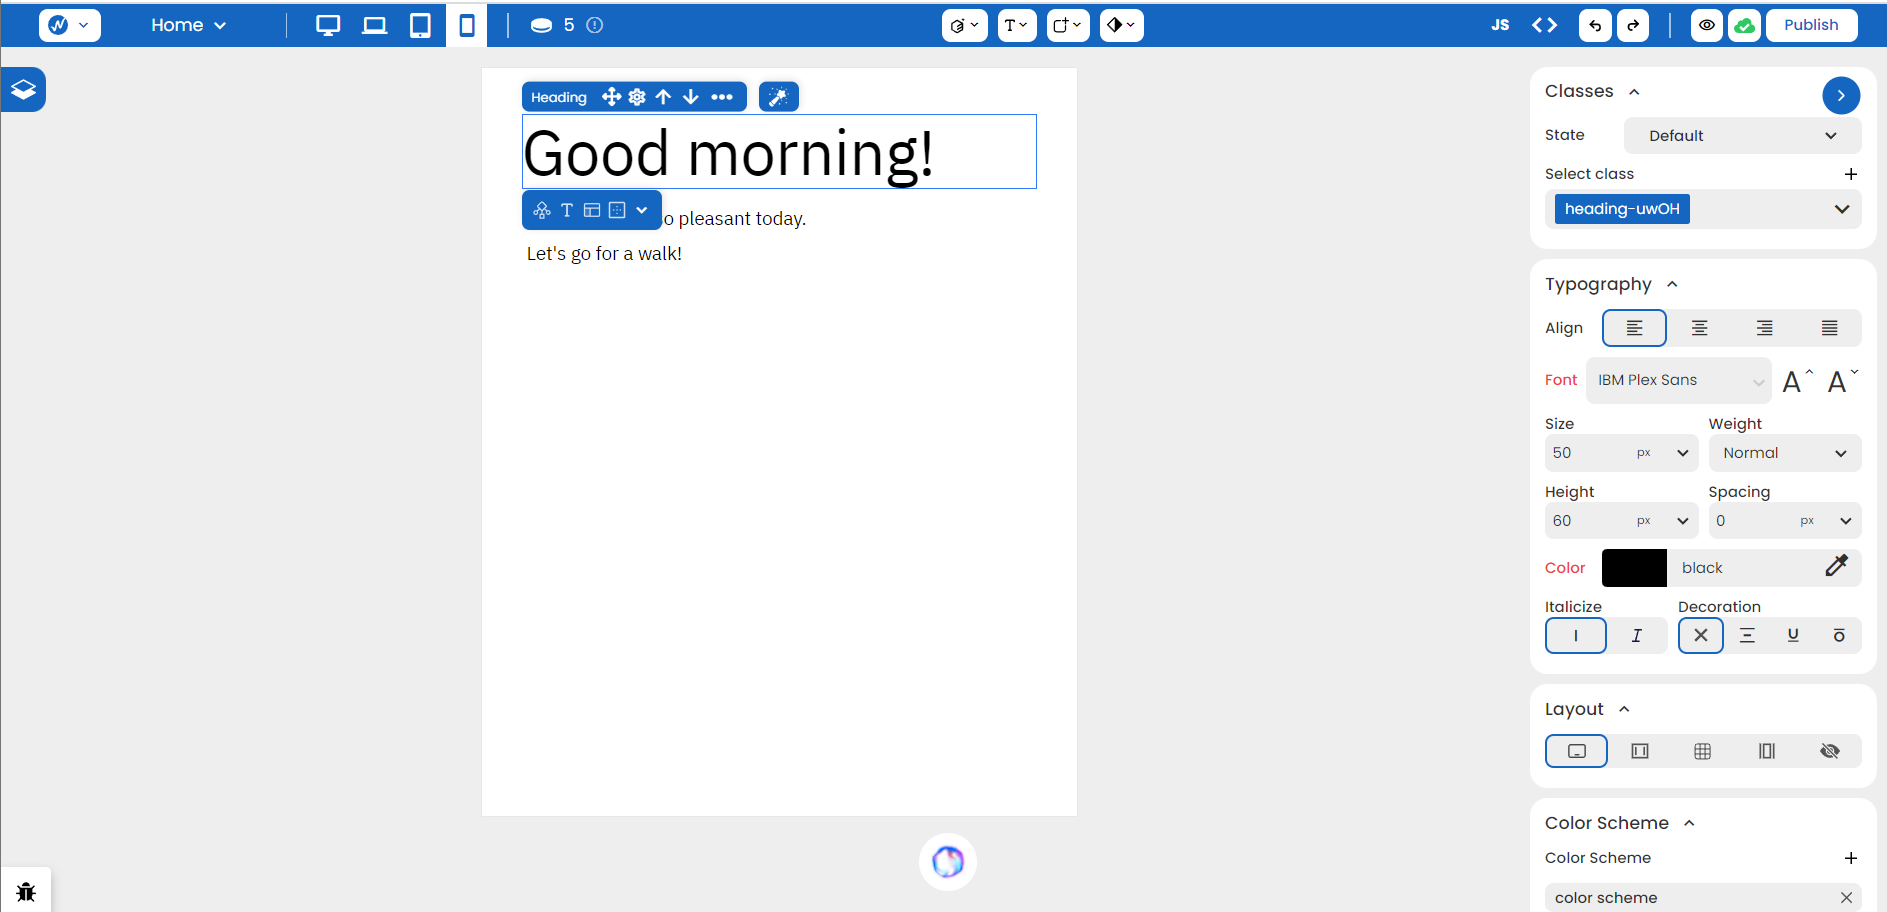 Home
5
T
JS
Publish
Heading
Good morning!
T
so pleasant today.
Let's go for a walk!
Classes
State
Default
Select class
+
heading-uwOH
Typography
Align
Font
IBM Plex Sans
A A
Size
Weight
50 px
Normal
Height
Spacing
60 px
0 px
Color
black
Italicize
Decoration
Layout
Color Scheme
Color Scheme
+
color scheme